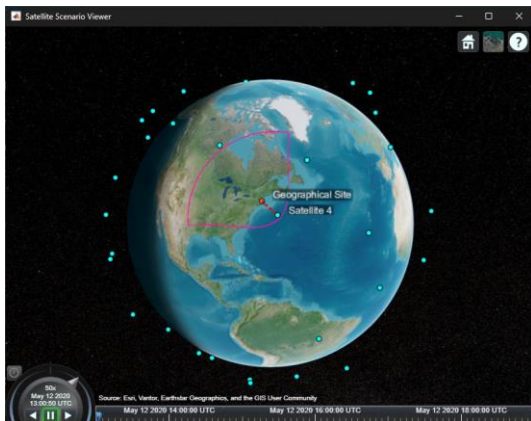 Satellite Scenario Viewer
?
Geographical Site
Satellite 4
50x
May 12 2020
13:00:50 UTC
Source: Esri, Vantor, Earthstar Geographics, and the GIS User Community
May 12 2020 14:00:00 UTC
May 12 2020 16:00:00 UTC
May 12 2020 18:00:00 UTC